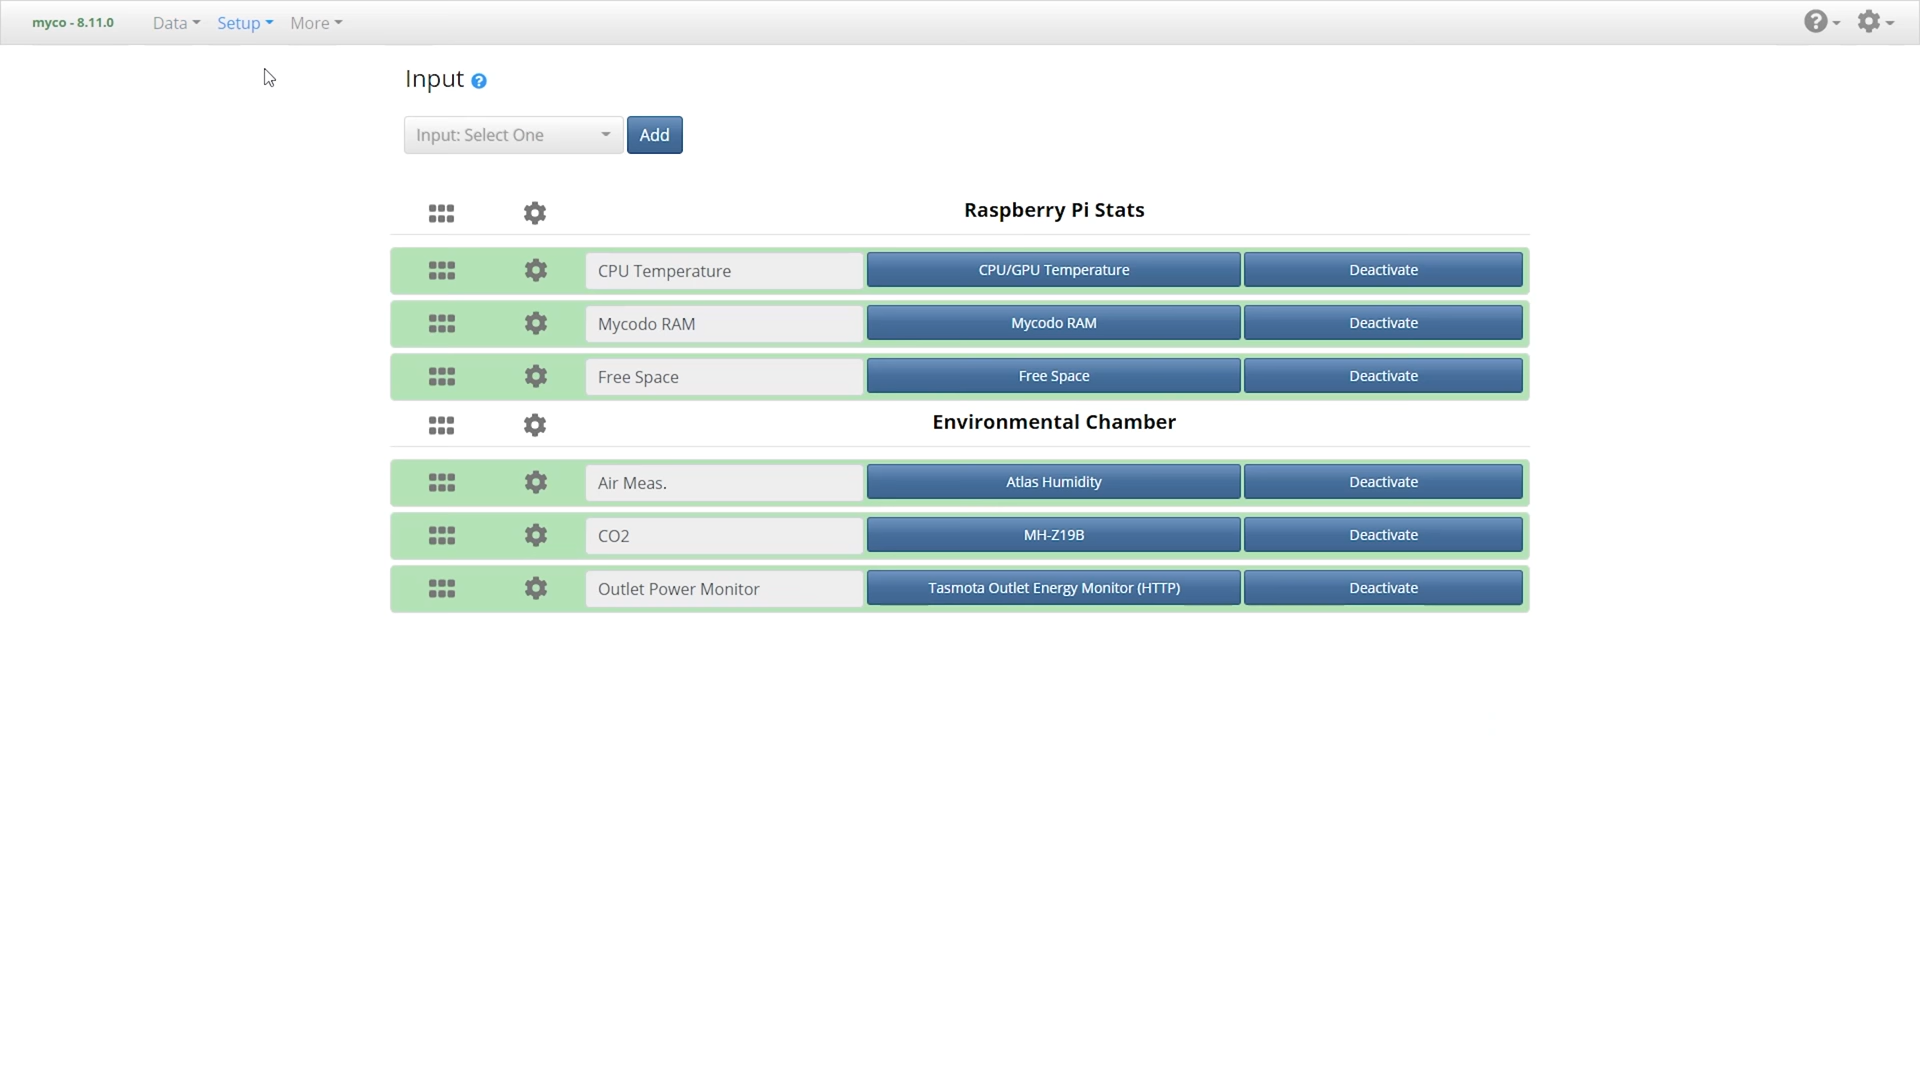 myco - 8.11.0 Data Setup More
Input
Input: Select One Add
Raspberry Pi Stats
CPU Temperature CPU/GPU Temperature Deactivate
Mycodo RAM Mycodo RAM Deactivate
Free Space Free Space Deactivate
Environmental Chamber
Air Meas. Atlas Humidity Deactivate
CO2 MH-Z19B Deactivate
Outlet Power Monitor Tasmota Outlet Energy Monitor (HTTP) Deactivate